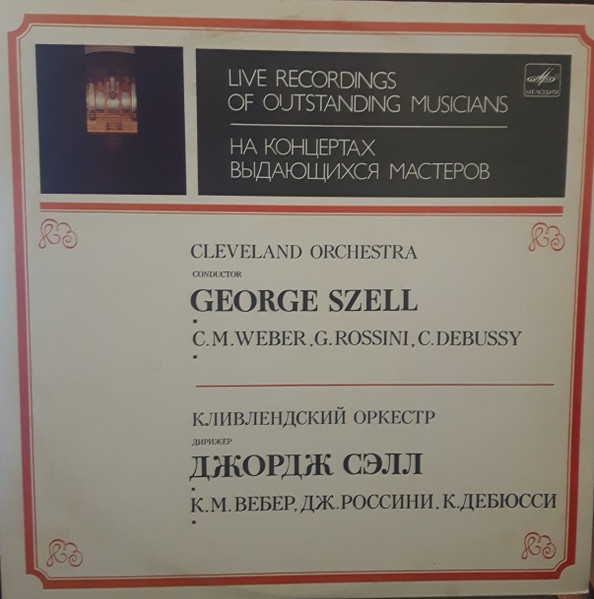 LIVE RECORDINGS
OF OUTSTANDING MUSICIANS
МЕЛОДИЯ
НА КОНЦЕРТАХ
ВЫДАЮЩИХСЯ МАСТЕРОВ
CLEVELAND ORCHESTRA
CONDUCTOR
GEORGE SZELL
C.M.WEBER,G.ROSSINI,C.DEBUSSY
КЛИВЛЕНДСКИЙ ОРКЕСТР
ДИРИЖЕР
ДЖОРДЖ СЭЛЛ
К.М.ВЕБЕР,ДЖ.РОССИНИ,К.ДЕБЮССИ